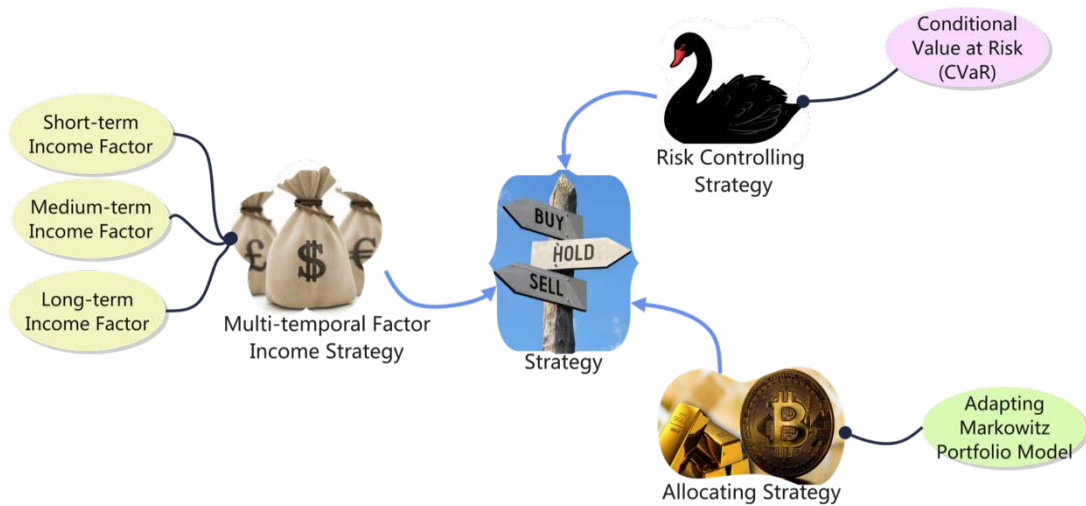 Conditional
Value at Risk
(CVaR)
Short-term
Income Factor
Risk Controlling
Strategy
Medium-term
Income Factor
£
$
€
BUY
HOLD
SELL
Long-term
Income Factor
Multi-temporal Factor
Income Strategy
Strategy
B
Adapting
Markowitz
Portfolio Model
Allocating Strategy